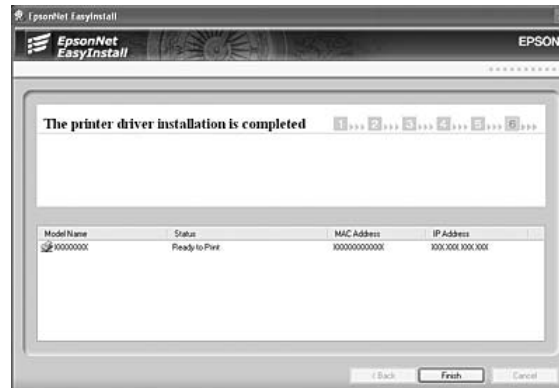 EpsonNet EasyInstall
EpsonNet
EasyInstall
EPSON
The printer driver installation is completed
1 2 3 4 5 6
Model Name Status MAC Address IP Address
XXXXXXXX Ready to Print XXXXXXXXXXXX XXX.XXX.XXX.XXX
< Back Finish Cancel